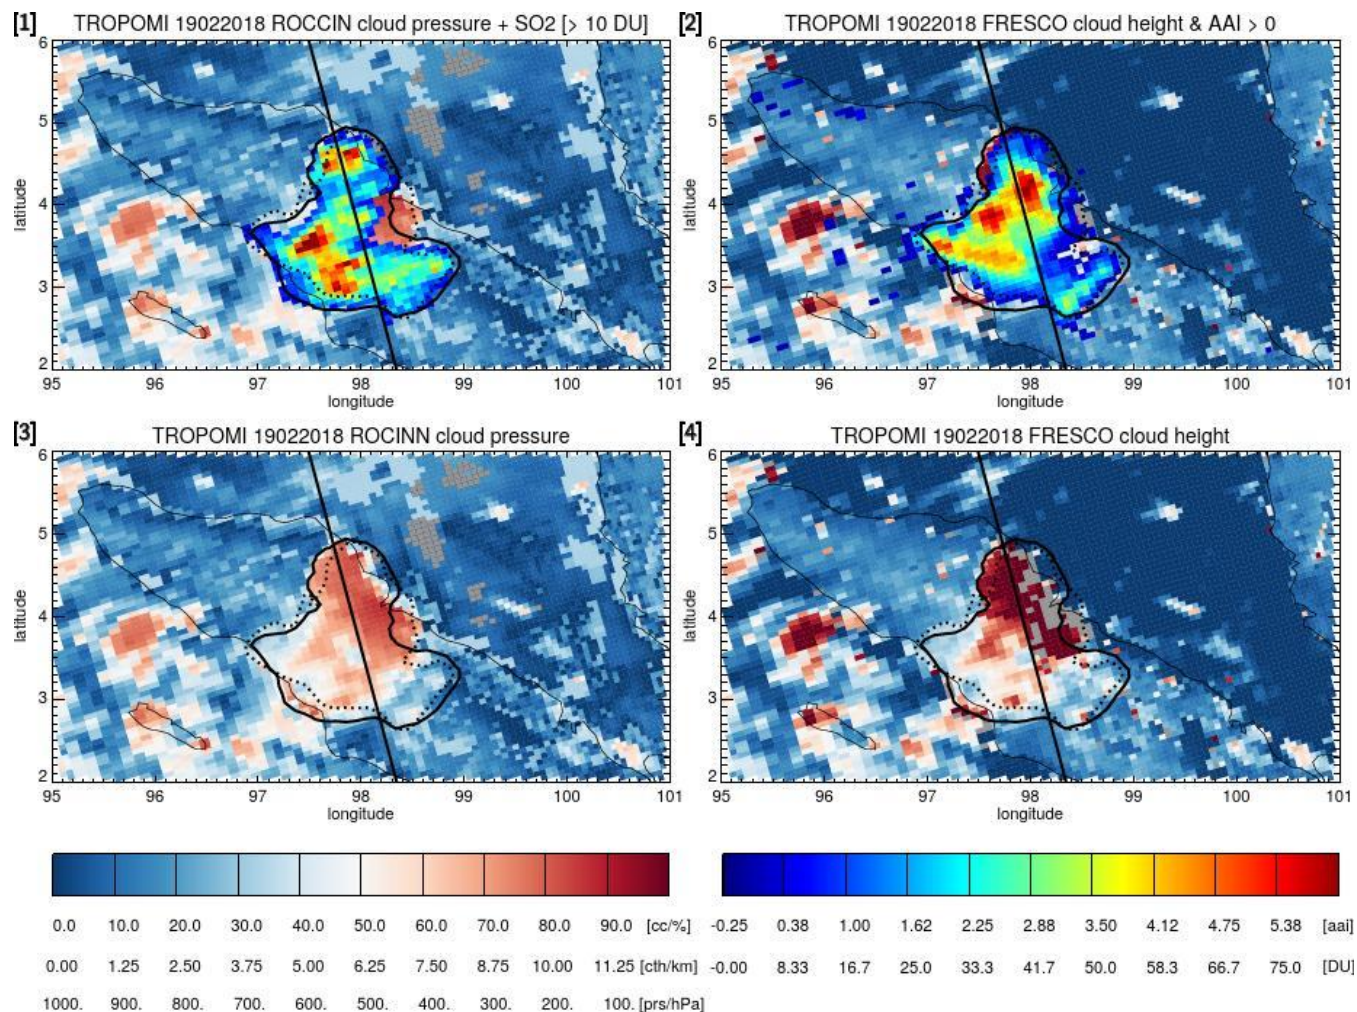 [1] TROPOMI 19022018 ROCCIN cloud pressure + SO2 [> 10 DU]
6
5
4
3
2
latitude
95 96 97 98 99 100 101
longitude
[2] TROPOMI 19022018 FRESCO cloud height & AAI > 0
6
5
4
3
2
latitude
95 96 97 98 99 100 101
longitude
[3] TROPOMI 19022018 ROCINN cloud pressure
6
5
4
3
2
latitude
95 96 97 98 99 100 101
longitude
[4] TROPOMI 19022018 FRESCO cloud height
6
5
4
3
2
latitude
95 96 97 98 99 100 101
longitude
0.0 10.0 20.0 30.0 40.0 50.0 60.0 70.0 80.0 90.0 [cc/%]
0.00 1.25 2.50 3.75 5.00 6.25 7.50 8.75 10.00 11.25 [cth/km]
1000. 900. 800. 700. 600. 500. 400. 300. 200. 100. [prs/hPa]
-0.25 0.38 1.00 1.62 2.25 2.88 3.50 4.12 4.75 5.38 [aai]
-0.00 8.33 16.7 25.0 33.3 41.7 50.0 58.3 66.7 75.0 [DU]